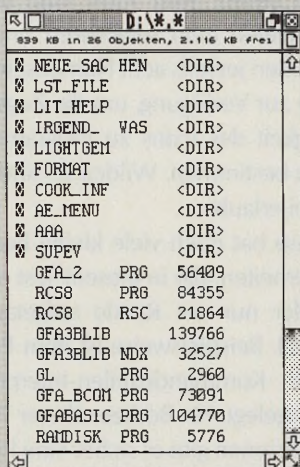 D:\*.*
839 KB in 26 Objekten, 2.116 KB frei
NEUE_SAC HEN <DIR>
LST_FILE <DIR>
LIT_HELP <DIR>
IRGEND_ WAS <DIR>
LIGHTGEM <DIR>
FORMAT <DIR>
COOK_INF <DIR>
AE_MENU <DIR>
AAA <DIR>
SUPEV <DIR>
GFA_2 PRG 56409
RCS8 PRG 84355
RCS8 RSC 21864
GFA3BLIB 139766
GFA3BLIB NDX 32527
GL PRG 2960
GFA_BCOM PRG 73091
GFABASIC PRG 104770
RAMDISK PRG 5776